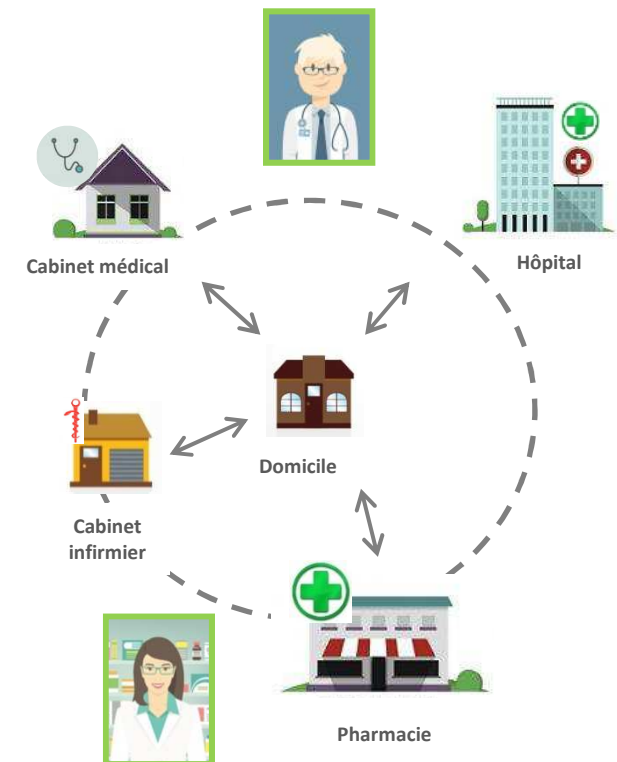 Cabinet médical
Hôpital
Domicile
Cabinet
infirmier
Pharmacie